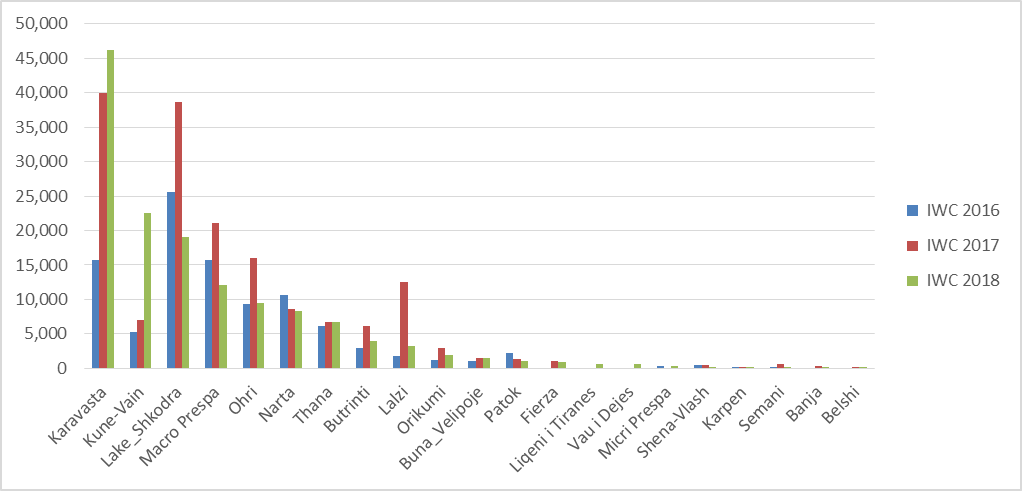 50,000
45,000
40,000
35,000
30,000
25,000
20,000
15,000
10,000
5,000
0
Karavasta
Kune-Vain
Lake_Shkodra
Macro Prespa
Ohri
Narta
Thana
Butrinti
Lalzi
Orikumi
Buna_Velipoje
Patok
Fierza
Liqeni i Tiranes
Vau i Dejes
Micri Prespa
Shena-Vlash
Karpen
Semani
Banja
Belshi
IWC 2016
IWC 2017
IWC 2018